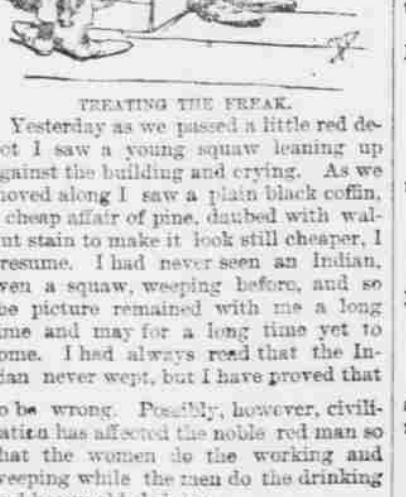 TREATING THE FREAK.
Yesterday as we passed a little red de-
ot I saw a young squaw leaning up
gainst the building and crying. As we
oved along I saw a plain black coffin,
cheap affair of pine, daubed with wal-
ut stain to make it look still cheaper, I
resume. I had never seen an Indian,
ven a squaw, weeping before, and so
he picture remained with me a long
ime and may for a long time yet to
ome. I had always read that the In-
ian never wept, but I have proved that
o be wrong. Possibly, however, civili-
ation has affected the noble red man so
hat the women do the working and
eeping while the men do the drinking